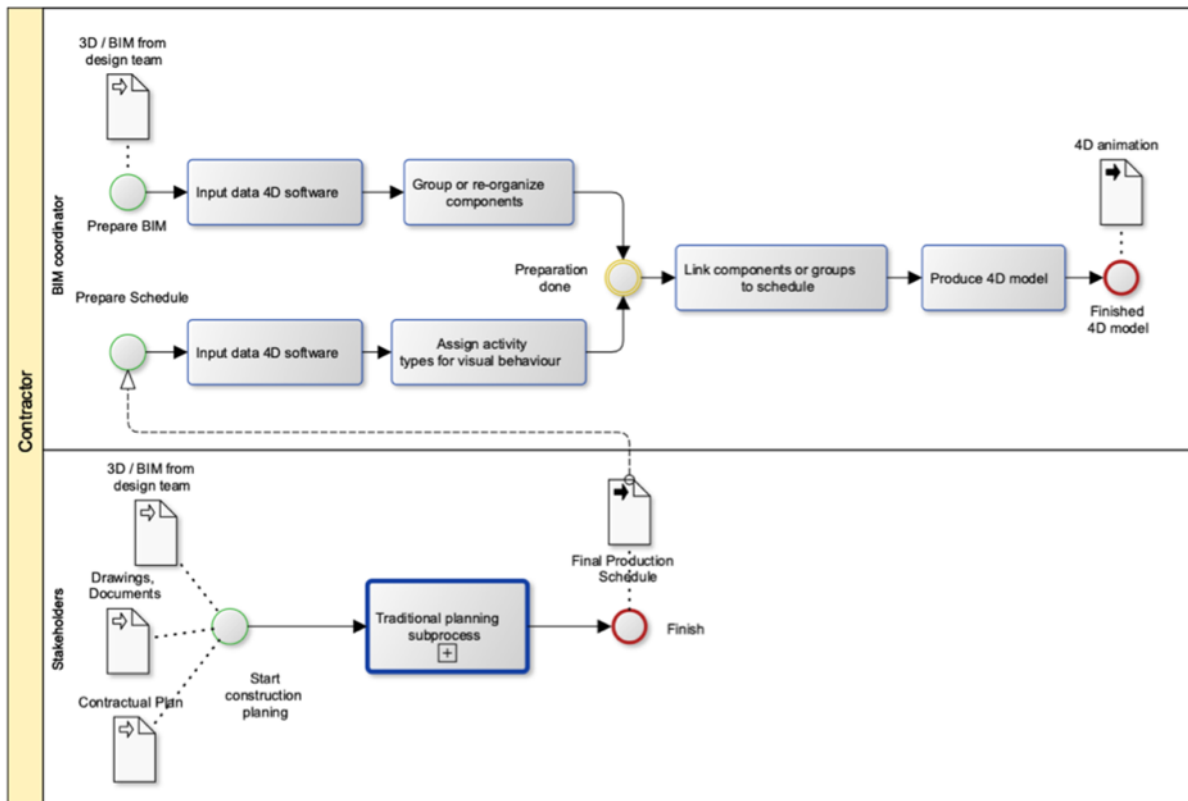 Contractor
BIM coordinator
3D / BIM from
design team
Prepare BIM
Input data 4D software
Group or re-organize
components
Prepare Schedule
Input data 4D software
Assign activity
types for visual behaviour
Preparation
done
Link components or groups
to schedule
Produce 4D model
4D animation
Finished
4D model
Stakeholders
3D / BIM from
design team
Drawings,
Documents
Contractual Plan
Start
construction
planing
Traditional planning
subprocess
Final Production
Schedule
Finish